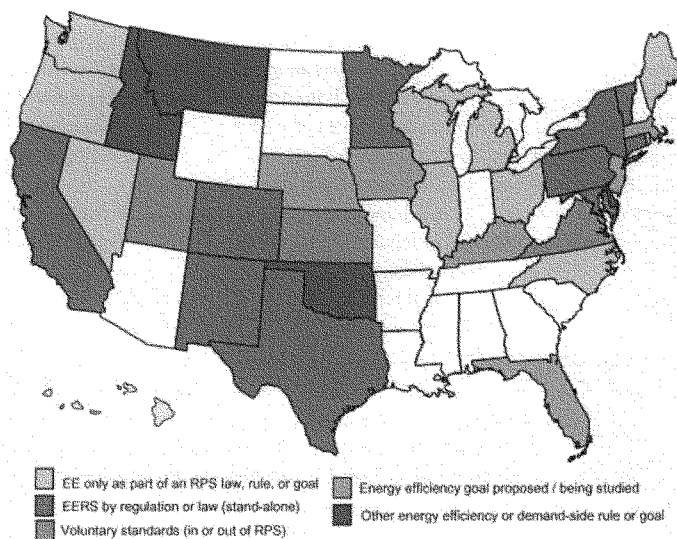 EE only as part of an RPS law, rule, or goal
EERS by regulation or law (stand-alone)
Voluntary standards (in or out of RPS)
Energy efficiency goal proposed / being studied
Other energy efficiency or demand-side rule or goal